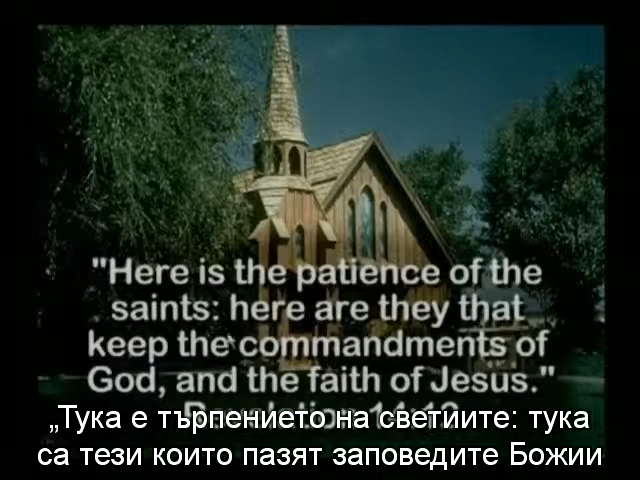 "Here is the patience of the
saints: here are they that
keep the commandments of
God, and the faith of Jesus."
„Тука е търпението на светиите: тука
са тези които пазят заповедите Божии